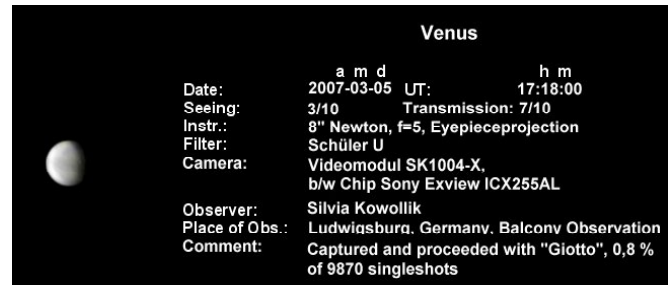 Venus
a m d h m
Date: 2007-03-05 UT: 17:18:00
Seeing: 3/10 Transmission: 7/10
Instr.: 8" Newton, f=5, Eyepieceprojection
Filter: Schüler U
Camera: Videomodul SK1004-X,
b/w Chip Sony Exview ICX255AL
Observer: Silvia Kowollik
Place of Obs.: Ludwigsburg, Germany, Balcony Observation
Comment: Captured and proceeded with "Giotto", 0,8 %
of 9870 singleshots